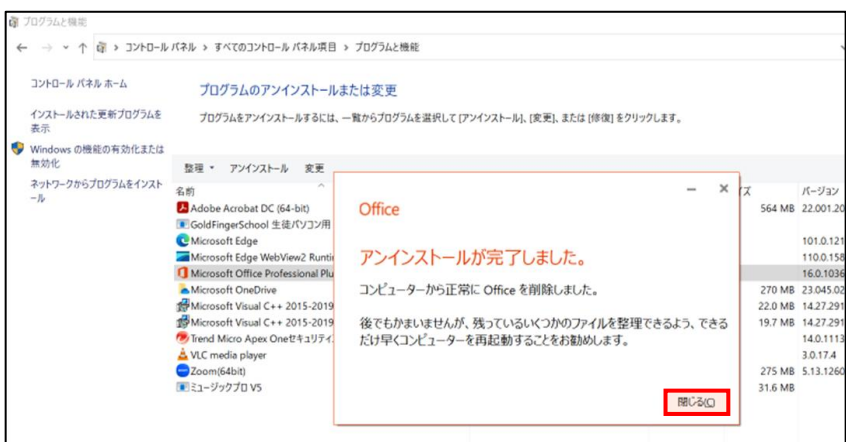 プログラムと機能
コントロール パネル › すべてのコントロール パネル項目 › プログラムと機能
コントロール パネル ホーム
インストールされた更新プログラムを
表示
Windows の機能の有効化または
無効化
ネットワークからプログラムをインスト
ール
プログラムのアンインストールまたは変更
プログラムをアンインストールするには、一覧からプログラムを選択して [アンインストール]、[変更]、または [修復] をクリックします。
整理 アンインストール 変更
名前 イズ バージョン
Adobe Acrobat DC (64-bit) 564 MB 22.001.20
GoldFingerSchool 生徒パソコン用
Microsoft Edge 101.0.121
Microsoft Edge WebView2 Runti 110.0.158
Microsoft Office Professional Plu 16.0.1036
Microsoft OneDrive 270 MB 23.045.02
Microsoft Visual C++ 2015-2019 22.0 MB 14.27.291
Microsoft Visual C++ 2015-2019 19.7 MB 14.27.291
Trend Micro Apex Oneセキュリティ 14.0.1113
VLC media player 3.0.17.4
Zoom(64bit) 275 MB 5.13.1260
ミュージックプロ V5 31.6 MB
Office
アンインストールが完了しました。
コンピューターから正常に Office を削除しました。
後でもかまいませんが、残っているいくつかのファイルを整理できるよう、できる
だけ早くコンピューターを再起動することをお勧めします。
閉じる(C)